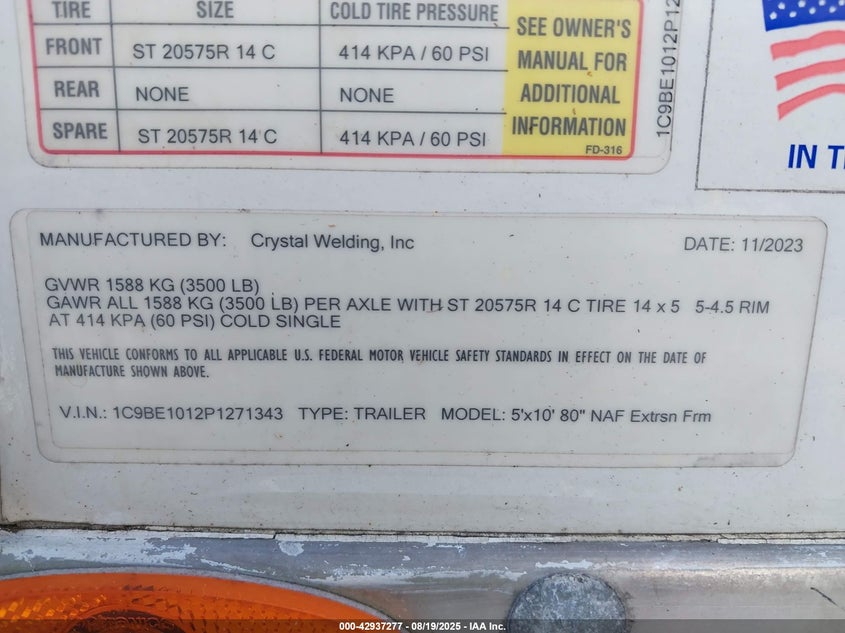 TIRE SIZE COLD TIRE PRESSURE
FRONT ST 20575R 14 C 414 KPA / 60 PSI
REAR NONE NONE
SPARE ST 20575R 14 C 414 KPA / 60 PSI
SEE OWNER'S
MANUAL FOR
ADDITIONAL
INFORMATION
FD-316
1C9BE1012P12
IN T
MANUFACTURED BY: Crystal Welding, Inc DATE: 11/2023
GVWR 1588 KG (3500 LB)
GAWR ALL 1588 KG (3500 LB) PER AXLE WITH ST 20575R 14 C TIRE 14 x 5 5-4.5 RIM
AT 414 KPA (60 PSI) COLD SINGLE
THIS VEHICLE CONFORMS TO ALL APPLICABLE U.S. FEDERAL MOTOR VEHICLE SAFETY STANDARDS IN EFFECT ON THE DATE OF
MANUFACTURE SHOWN ABOVE.
V.I.N.: 1C9BE1012P1271343 TYPE: TRAILER MODEL: 5'x10' 80" NAF Extrsn Frm
000-42937277 - 08/19/2025 - IAA Inc.